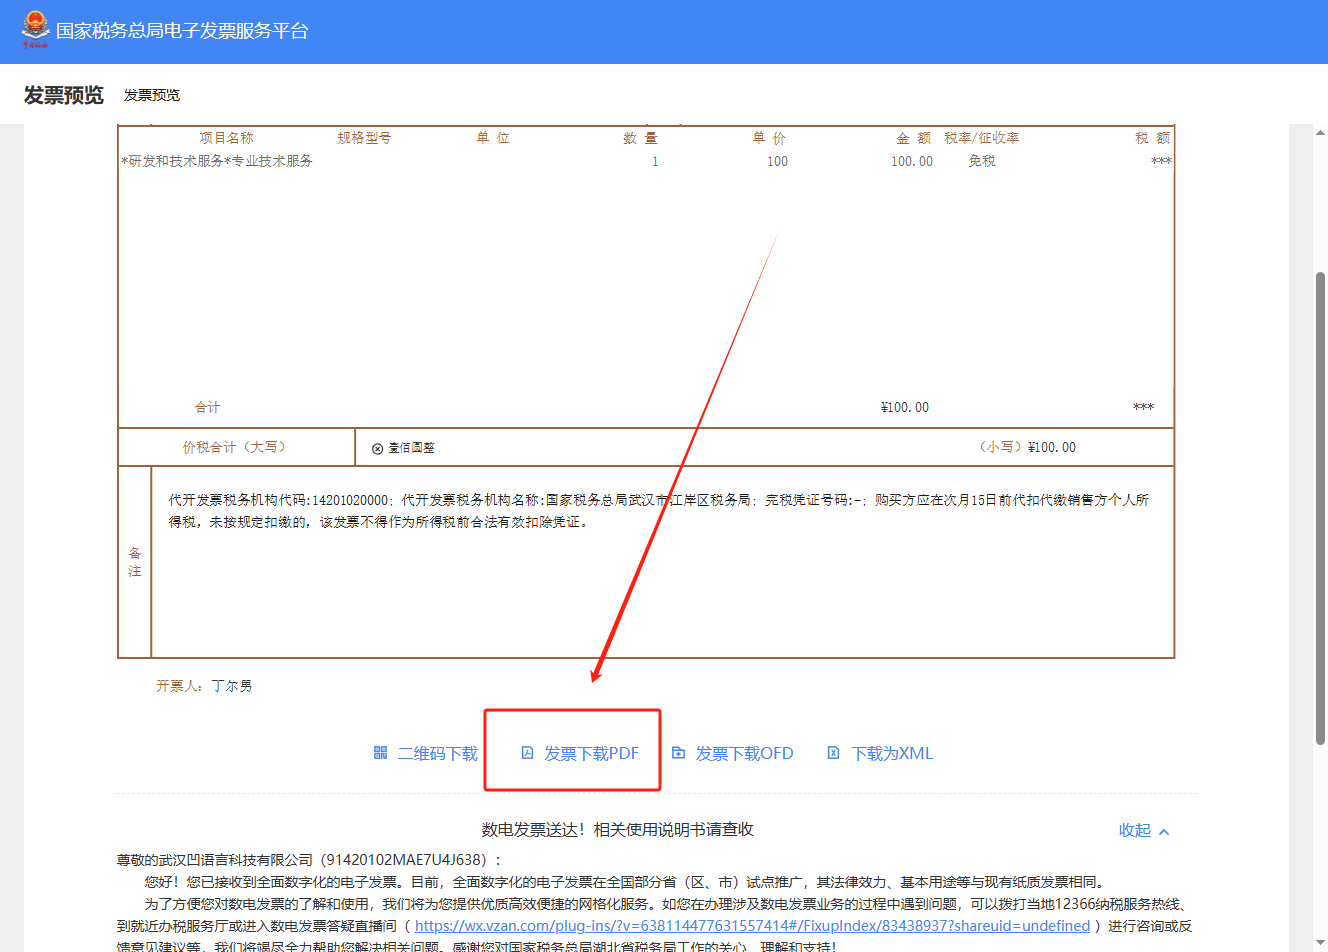 国家税务总局电子发票服务平台
发票预览 发票预览
项目名称 规格型号 单 位 数 量 单 价 金 额 税率/征收率 税 额
*研发和技术服务*专业技术服务 1 100 100.00 免税 ***
合计 ¥100.00 ***
价税合计（大写） ⊗ 壹佰圆整 （小写）¥100.00
备注
代开发票税务机构代码:14201020000；代开发票税务机构名称:国家税务总局武汉市江岸区税务局；完税凭证号码:-；购买方应在次月15日前代扣代缴销售方个人所
得税，未按规定扣缴的，该发票不得作为所得税前合法有效扣除凭证。
开票人：丁尔男
二维码下载 发票下载PDF 发票下载OFD 下载为XML
数电发票送达！相关使用说明书请查收 收起
尊敬的武汉凹语言科技有限公司（91420102MAE7U4J638）：
您好！您已接收到全面数字化的电子发票。目前，全面数字化的电子发票在全国部分省（区、市）试点推广，其法律效力、基本用途等与现有纸质发票相同。
为了方便您对数电发票的了解和使用，我们将为您提供优质高效便捷的网格化服务。如您在办理涉及数电发票业务的过程中遇到问题，可以拨打当地12366纳税服务热线、
到就近办税服务厅或进入数电发票答疑直播间（ https://wx.vzan.com/plug-ins/?v=638114477631557414#/FixupIndex/83438937?shareuid=undefined ）进行咨询或反
馈意见建议等，我们将竭尽全力帮助您解决相关问题。感谢您对国家税务总局湖北省税务局工作的关心、理解和支持！